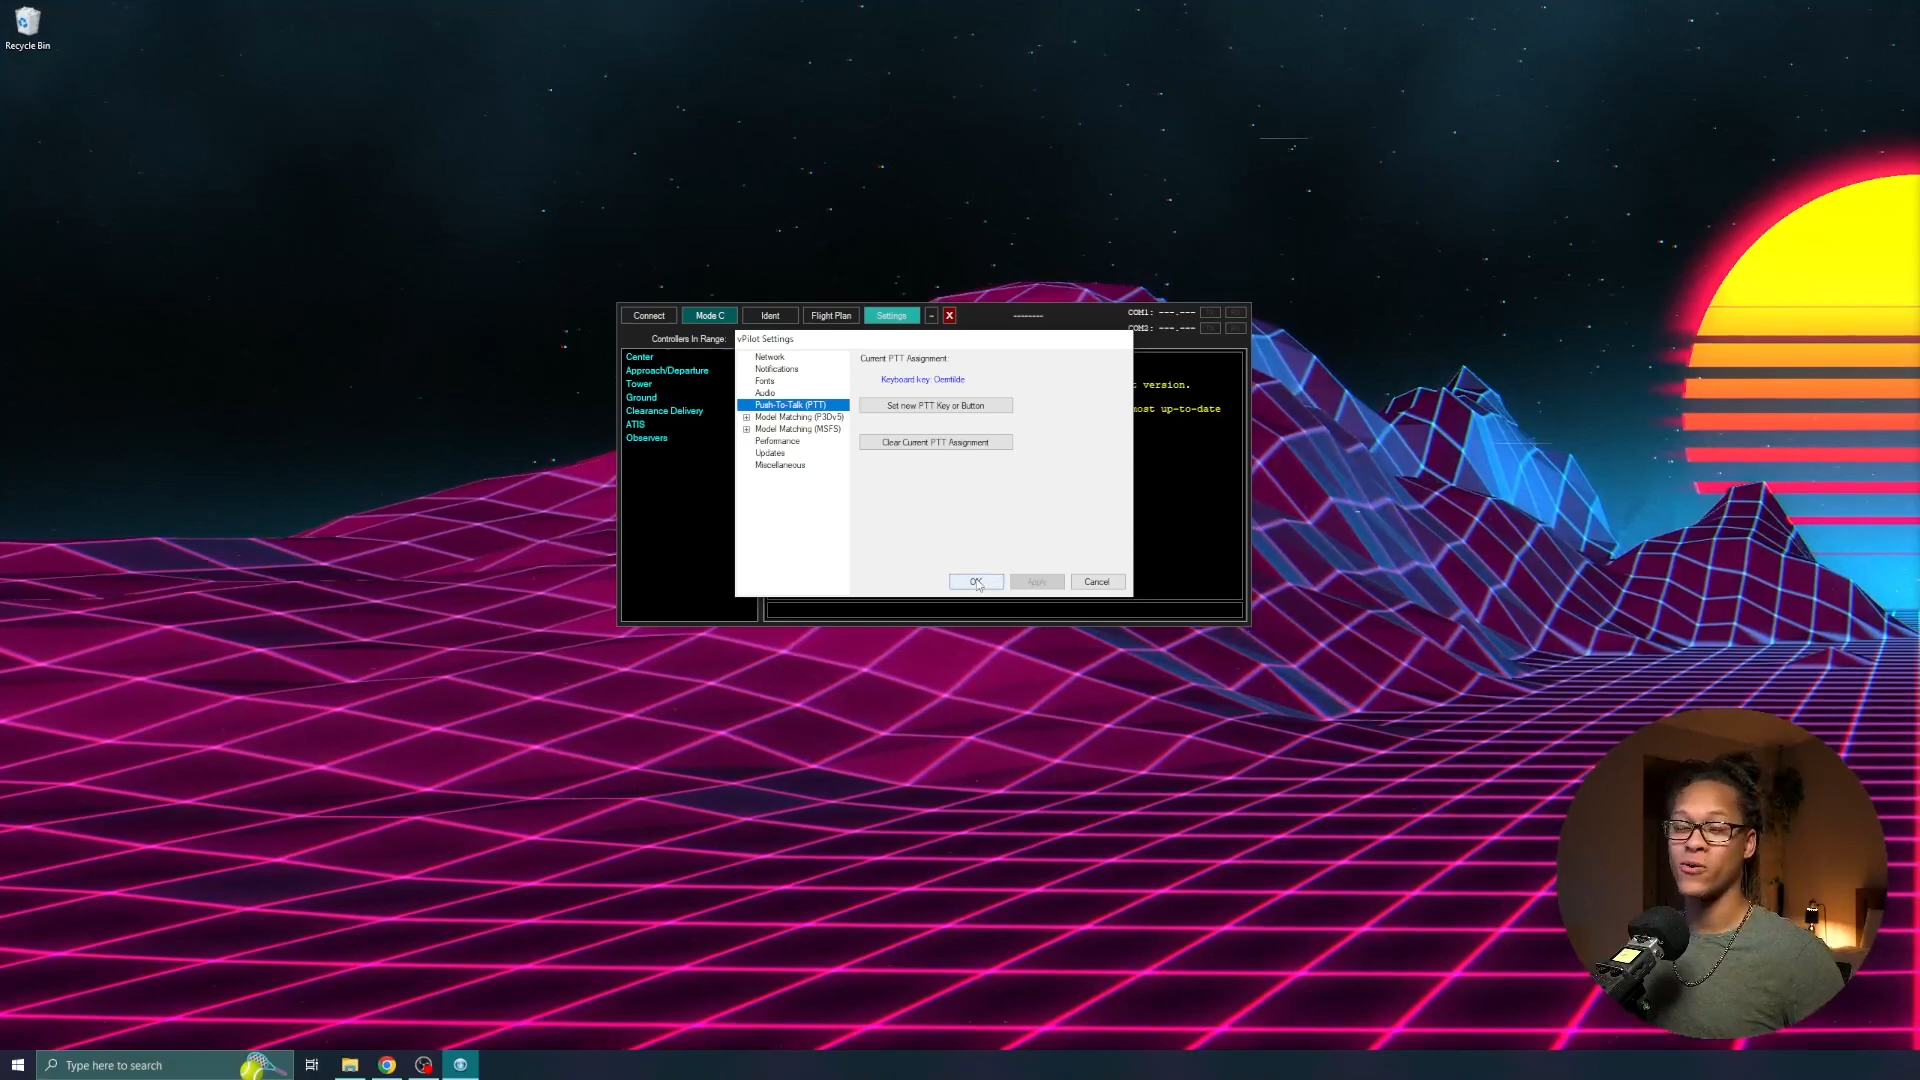 Recycle Bin
Connect
Mode C
Ident
Flight Plan
Settings
--------
COM1: ---.---
COM2: ---.---
Controllers In Range:
Center
Approach/Departure
Tower
Ground
Clearance Delivery
ATIS
Observers
vPilot Settings
Network
Notifications
Fonts
Audio
Push-To-Talk (PTT)
Model Matching (P3Dv5)
Model Matching (MSFS)
Performance
Updates
Miscellaneous
Current PTT Assignment:
Keyboard key: Oemtilde
Set new PTT Key or Button
Clear Current PTT Assignment
OK
Apply
Cancel
t version.
most up-to-date
Type here to search